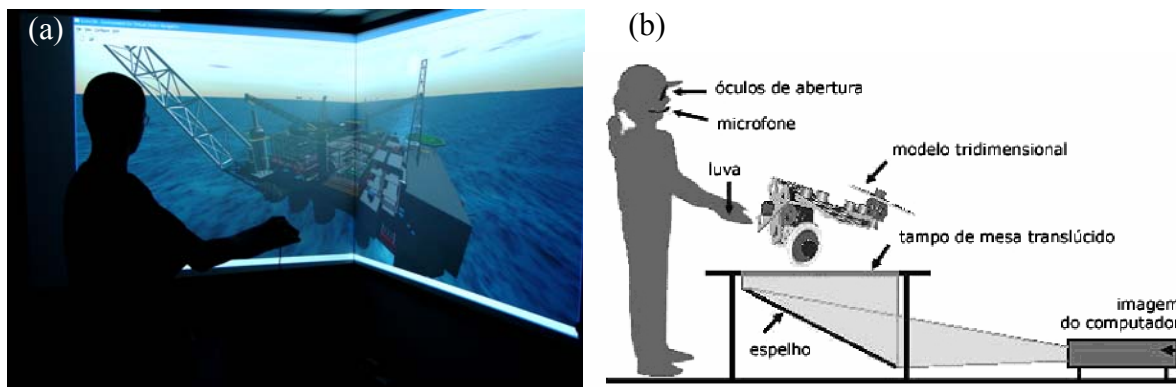 (a)
(b)
óculos de abertura
microfone
modelo tridimensional
luva
tampo de mesa translúcido
imagem
do computador
espelho